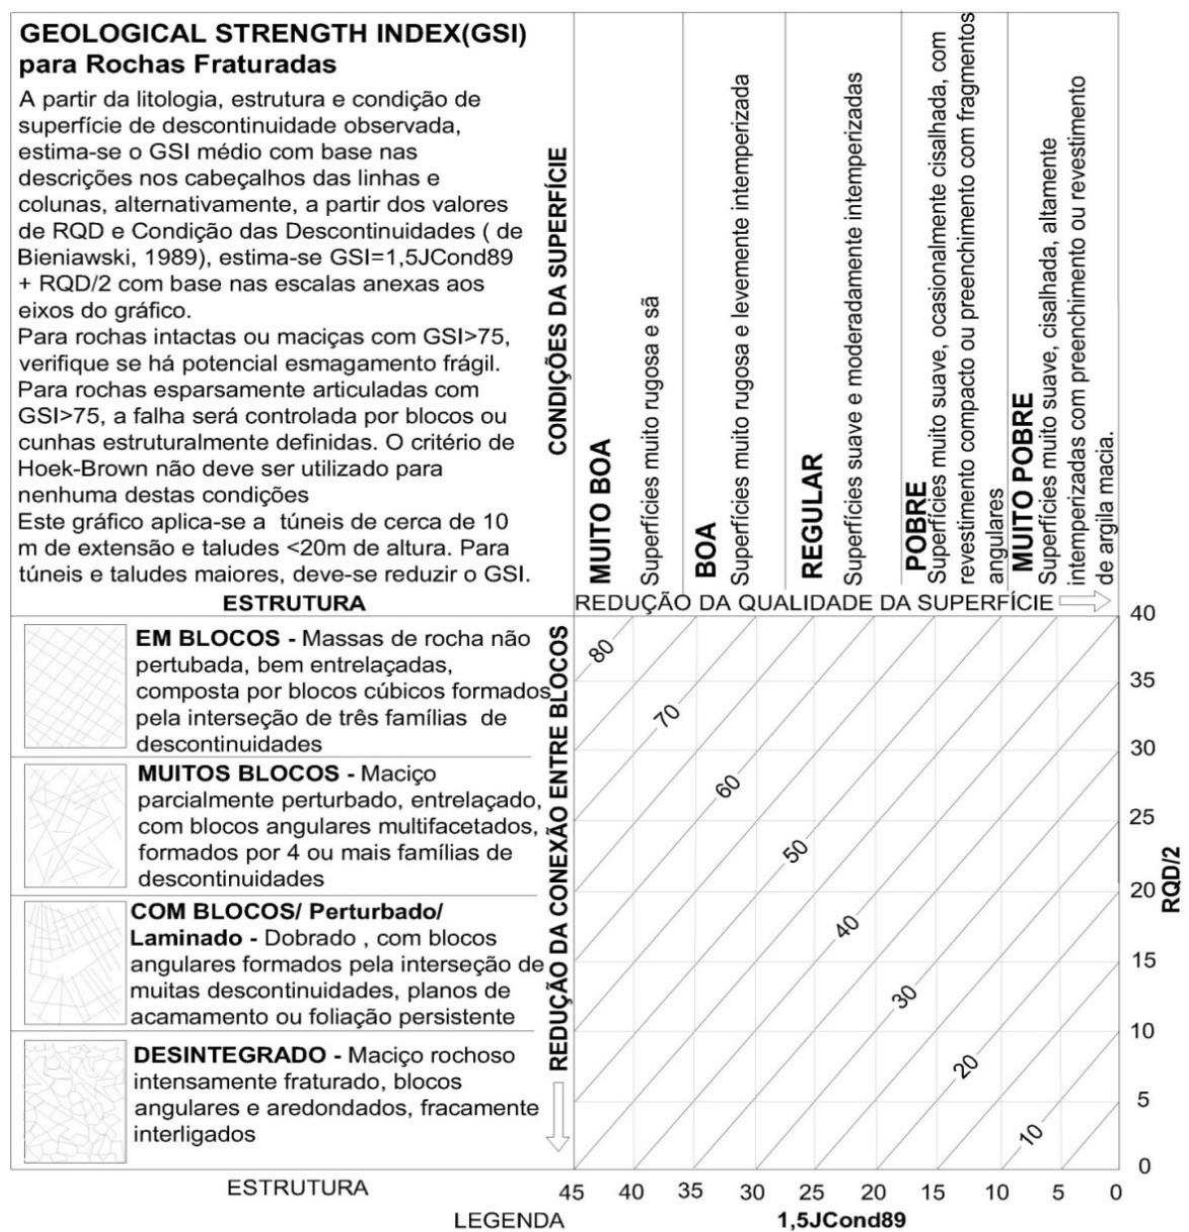 GEOLOGICAL STRENGTH INDEX(GSI)
para Rochas Fraturadas
A partir da litologia, estrutura e condição de
superfície de descontinuidade observada,
estima-se o GSI médio com base nas
descrições nos cabeçalhos das linhas e
colunas, alternativamente, a partir dos valores
de RQD e Condição das Descontinuidades ( de
Bieniawski, 1989), estima-se GSI=1,5JCond89
+ RQD/2 com base nas escalas anexas aos
eixos do gráfico.
Para rochas intactas ou maciças com GSI>75,
verifique se há potencial esmagamento frágil.
Para rochas esparsamente articuladas com
GSI>75, a falha será controlada por blocos ou
cunhas estruturalmente definidas. O critério de
Hoek-Brown não deve ser utilizado para
nenhuma destas condições
Este gráfico aplica-se a túneis de cerca de 10
m de extensão e taludes <20m de altura. Para
túneis e taludes maiores, deve-se reduzir o GSI.
CONDIÇÕES DA SUPERFÍCIE
MUITO BOA
Superfícies muito rugosa e sã
BOA
Superfícies muito rugosa e levemente intemperizada
REGULAR
Superfícies suave e moderadamente intemperizadas
POBRE
Superfícies muito suave, ocasionalmente cisalhada, com
revestimento compacto ou preenchimento com fragmentos
angulares
MUITO POBRE
Superfícies muito suave, cisalhada, altamente
intemperizadas com preenchimento ou revestimento
de argila macia.
ESTRUTURA
REDUÇÃO DA QUALIDADE DA SUPERFÍCIE
EM BLOCOS - Massas de rocha não
pertubada, bem entrelaçadas,
composta por blocos cúbicos formados
pela interseção de três famílias de
descontinuidades
MUITOS BLOCOS - Maciço
parcialmente perturbado, entrelaçado,
com blocos angulares multifacetados,
formados por 4 ou mais famílias de
descontinuidades
COM BLOCOS/ Perturbado/
Laminado - Dobrado , com blocos
angulares formados pela interseção de
muitas descontinuidades, planos de
acamamento ou foliação persistente
DESINTEGRADO - Maciço rochoso
intensamente fraturado, blocos
angulares e aredondados, fracamente
interligados
REDUÇÃO DA CONEXÃO ENTRE BLOCOS
80
70
60
50
40
30
20
10
40
35
30
25
20
15
10
5
0
RQD/2
ESTRUTURA
45 40 35 30 25 20 15 10 5 0
LEGENDA
1,5JCond89